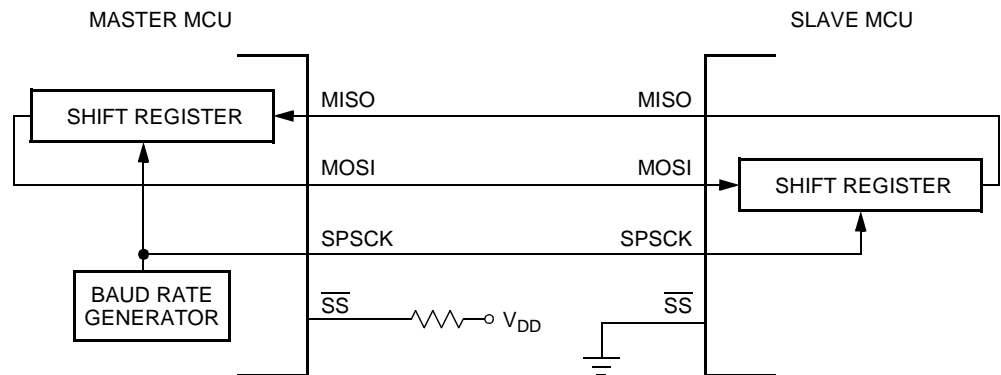 MASTER MCU
SLAVE MCU
SHIFT REGISTER
MISO
MISO
MOSI
MOSI
SHIFT REGISTER
SPSCK
SPSCK
BAUD RATE
GENERATOR
SS
VDD
SS